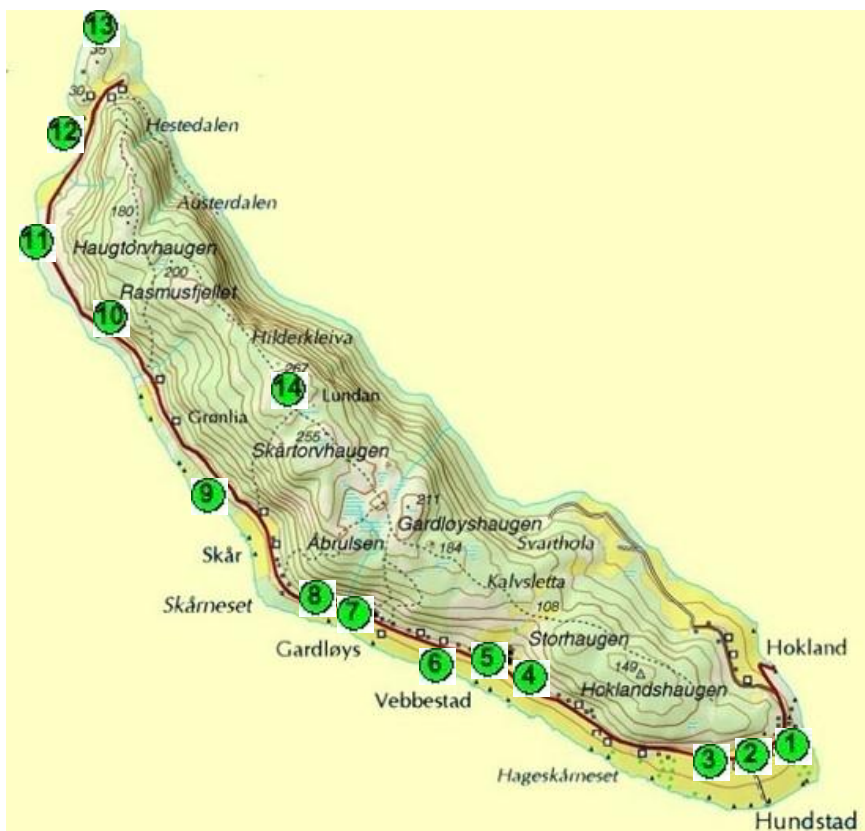 13
35
30
12
Hestedalen
Austerdalen
180
11
Haugtorvhaugen
200
Rasmusfjellet
10
Hilderkleiva
267
14
Lundan
Grønlia
255
Skårtorvhaugen
9
211
Gardløyshaugen
Åbrulsen
184
Svarthola
Skår
Kalvsletta
8
Skårneset
108
7
Storhaugen
Gardløys
Hokland
5
6
149
4
Hoklandshaugen
Vebbestad
1
2
3
Hageskårneset
Hundstad